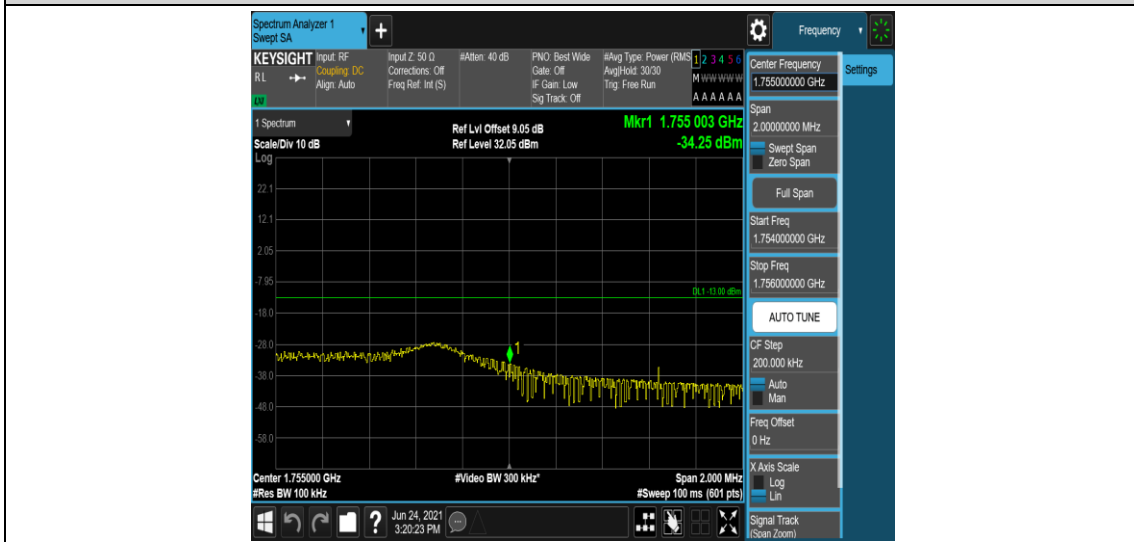 Spectrum Analyzer 1
Swept SA
+
Frequency
KEYSIGHT
RL
LXI
Input: RF
Coupling: DC
Align: Auto
Input Z: 50 Ω
Corrections: Off
Freq Ref: Int (S)
#Atten: 40 dB
PNO: Best Wide
Gate: Off
IF Gain: Low
Sig Track: Off
#Avg Type: Power (RMS
Avg|Hold: 30/30
Trig: Free Run
1 2 3 4 5 6
M W W W W W
A A A A A A
Center Frequency
1.755000000 GHz
Settings
Span
2.00000000 MHz
Swept Span
Zero Span
Full Span
Start Freq
1.754000000 GHz
Stop Freq
1.756000000 GHz
AUTO TUNE
CF Step
200.000 kHz
Auto
Man
Freq Offset
0 Hz
X Axis Scale
Log
Lin
Signal Track
(Span Zoom)
1 Spectrum
Scale/Div 10 dB
Log
Ref Lvl Offset 9.05 dB
Ref Level 32.05 dBm
Mkr1 1.755 003 GHz
-34.25 dBm
22.1
12.1
2.05
-7.95
DL1 -13.00 dBm
-18.0
-28.0
1
-38.0
-48.0
-58.0
Center 1.755000 GHz
#Res BW 100 kHz
#Video BW 300 kHz*
Span 2.000 MHz
#Sweep 100 ms (601 pts)
?
Jun 24, 2021
3:20:23 PM